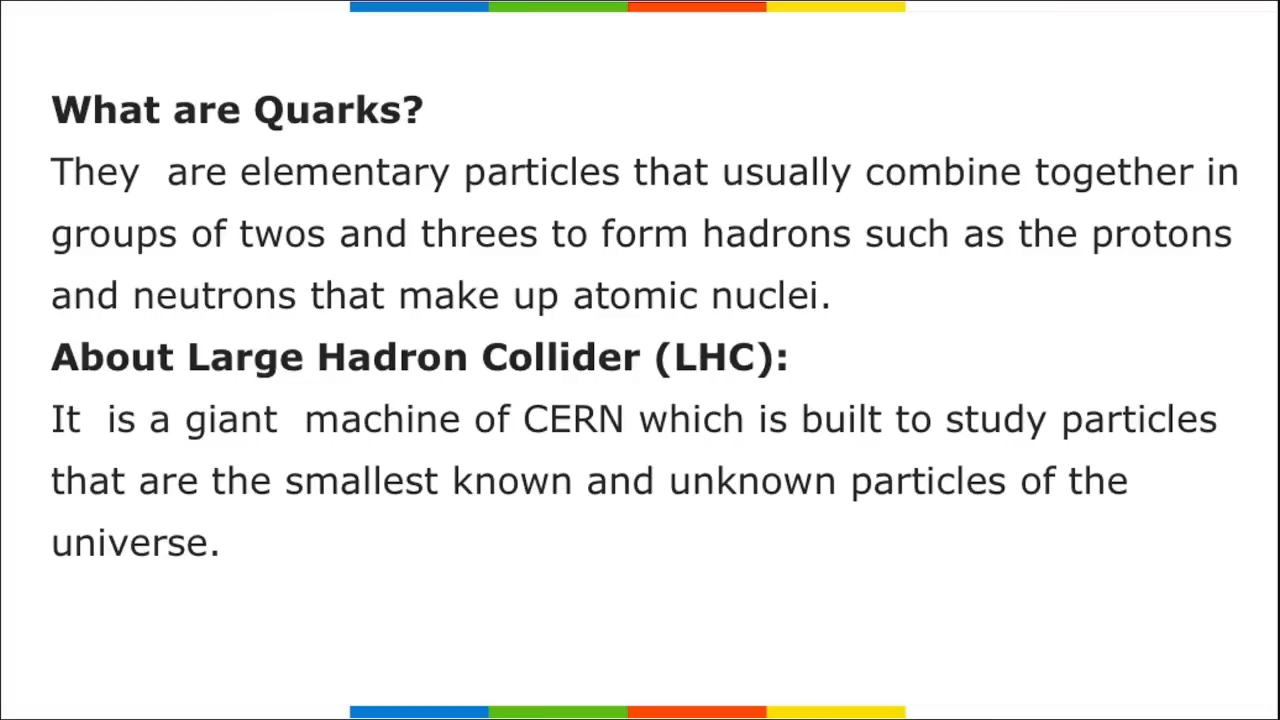 What are Quarks?
They  are elementary particles that usually combine together in
groups of twos and threes to form hadrons such as the protons
and neutrons that make up atomic nuclei.
About Large Hadron Collider (LHC):
It  is a giant  machine of CERN which is built to study particles
that are the smallest known and unknown particles of the
universe.